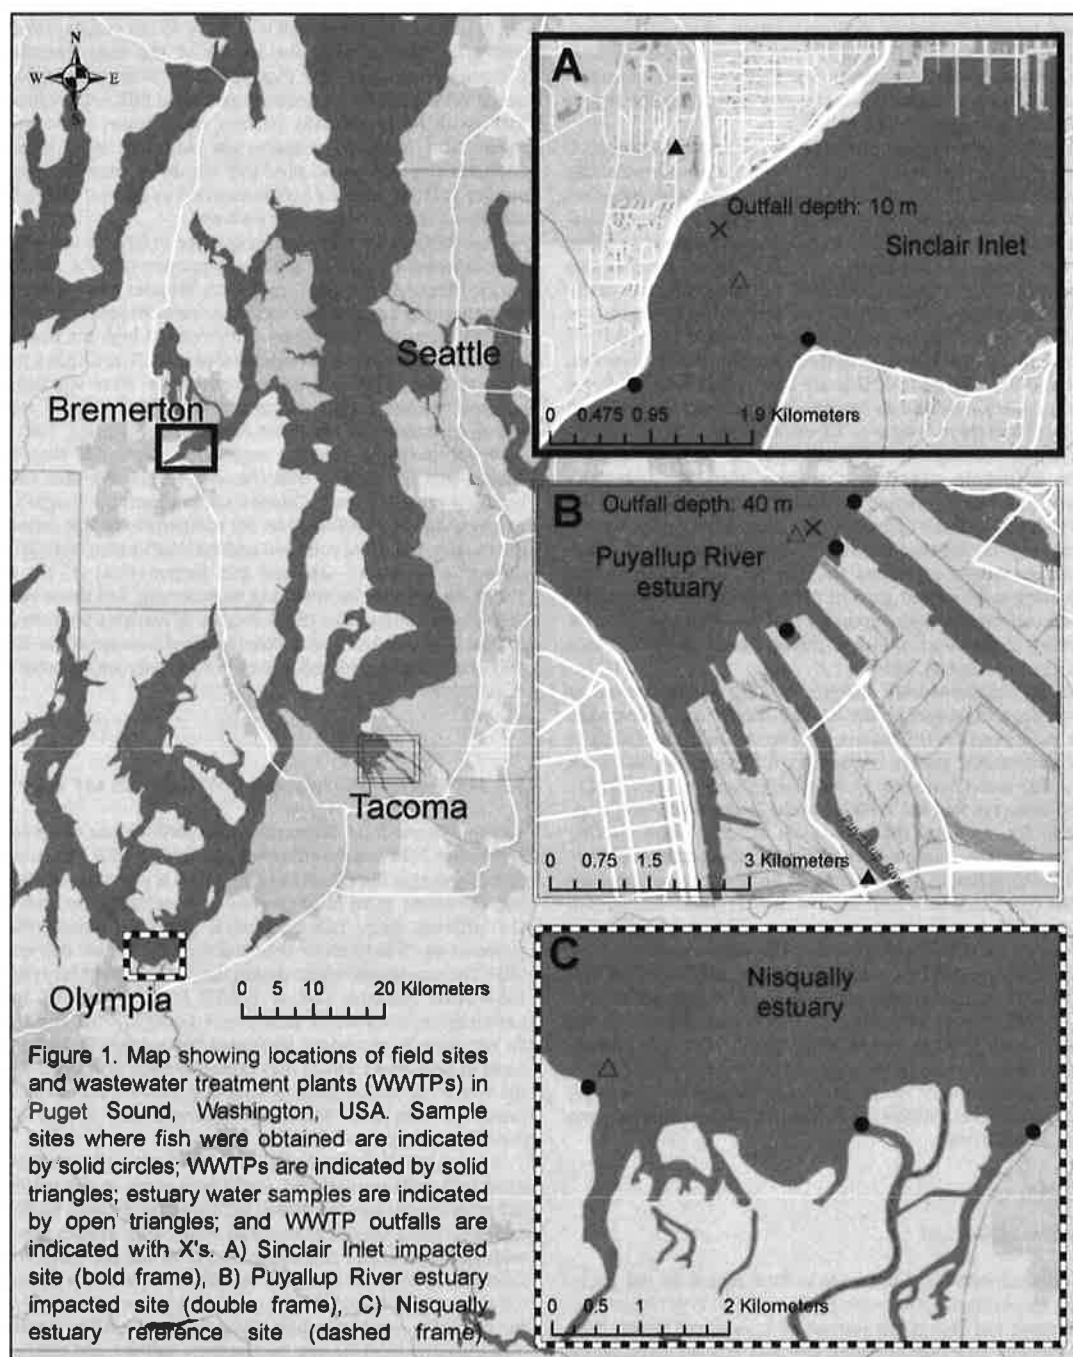 N
W E
S
Seattle
Bremerton
Tacoma
Olympia
0 5 10 20 Kilometers
Figure 1. Map showing locations of field sites
and wastewater treatment plants (WWTPs) in
Puget Sound, Washington, USA. Sample
sites where fish were obtained are indicated
by solid circles; WWTPs are indicated by solid
triangles; estuary water samples are indicated
by open triangles; and WWTP outfalls are
indicated with X's. A) Sinclair Inlet impacted
site (bold frame), B) Puyallup River estuary
impacted site (double frame), C) Nisqually
estuary reference site (dashed frame).
A
Outfall depth: 10 m
Sinclair Inlet
0 0.475 0.95 1.9 Kilometers
B
Outfall depth: 40 m
Puyallup River
estuary
Puyallup River
0 0.75 1.5 3 Kilometers
C
Nisqually
estuary
0 0.5 1 2 Kilometers